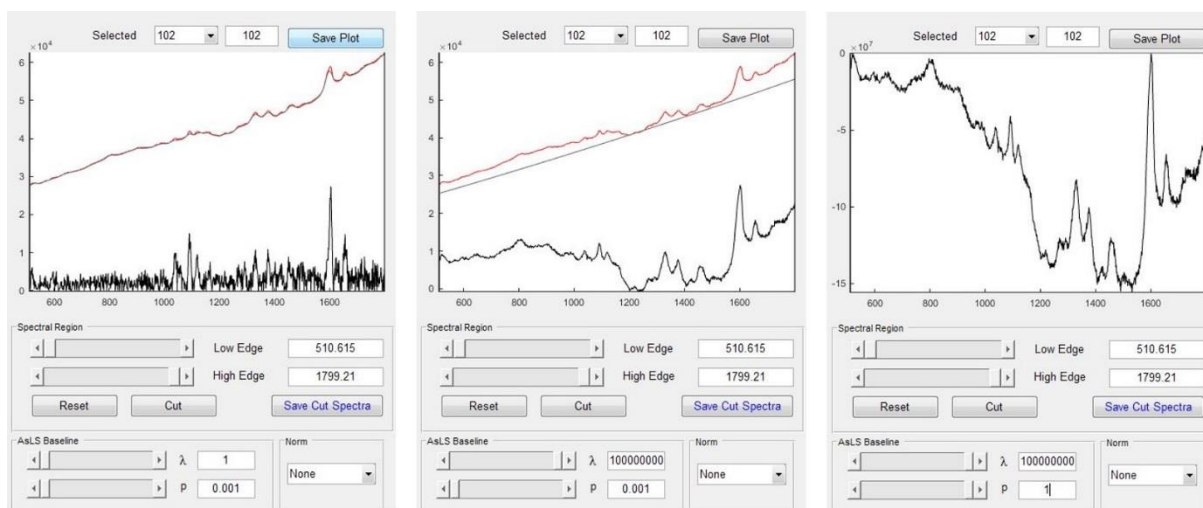 Selected 102 102 Save Plot
×10⁴
6
5
4
3
2
1
0
600 800 1000 1200 1400 1600
Spectral Region
Low Edge 510.615
High Edge 1799.21
Reset Cut Save Cut Spectra
AsLS Baseline
λ 1
p 0.001
Norm
None
Selected 102 102 Save Plot
×10⁴
6
5
4
3
2
1
0
600 800 1000 1200 1400 1600
Spectral Region
Low Edge 510.615
High Edge 1799.21
Reset Cut Save Cut Spectra
AsLS Baseline
λ 100000000
p 0.001
Norm
None
Selected 102 102 Save Plot
×10⁷
0
-5
-10
-15
600 800 1000 1200 1400 1600
Spectral Region
Low Edge 510.615
High Edge 1799.21
Reset Cut Save Cut Spectra
AsLS Baseline
λ 100000000
p 1
Norm
None